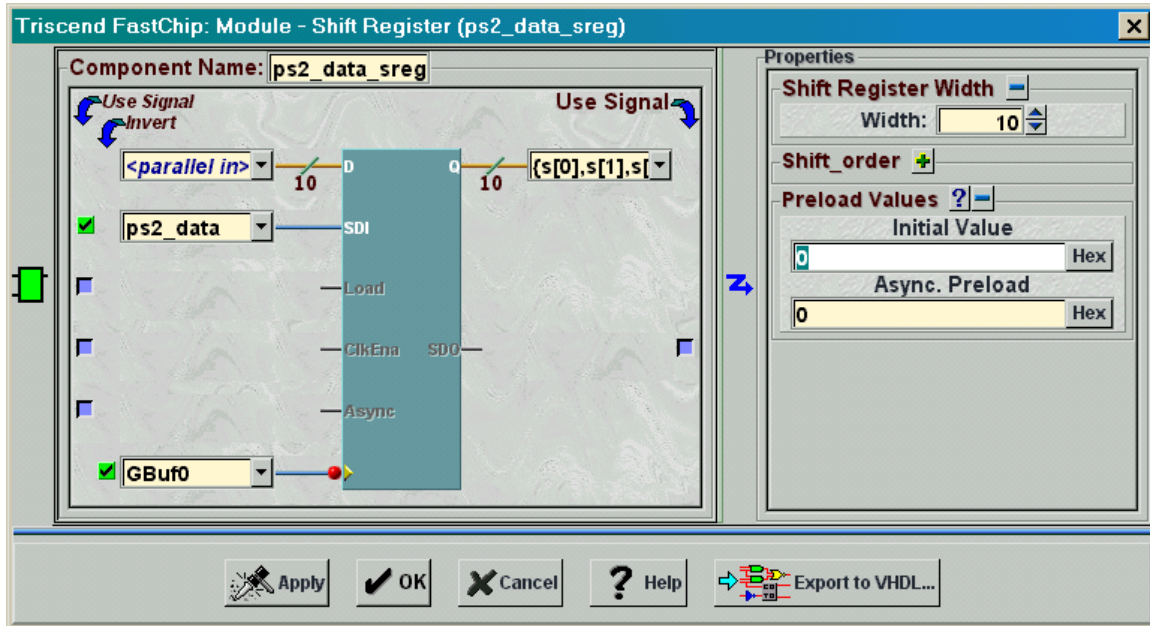 Triscend FastChip: Module - Shift Register (ps2_data_sreg)
Component Name: ps2_data_sreg
Use Signal
Invert
Use Signal
<parallel in>
10
D
Q
10
{s[0],s[1],s[
ps2_data
SDI
Load
ClkEna
SDO
Async
GBuf0
Properties
Shift Register Width
Width: 10
Shift_order
Preload Values ?
Initial Value
0 Hex
Async. Preload
0 Hex
Apply
OK
Cancel
? Help
Export to VHDL...